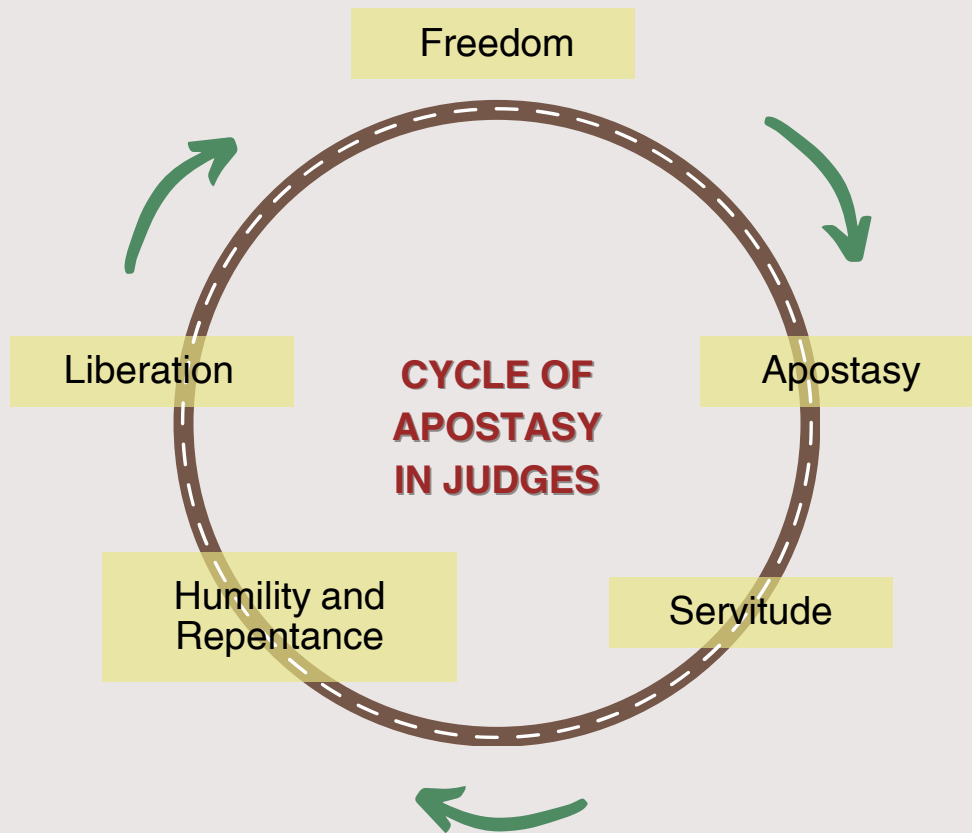 Freedom
Liberation
Apostasy
CYCLE OF
APOSTASY
IN JUDGES
Humility and
Repentance
Servitude